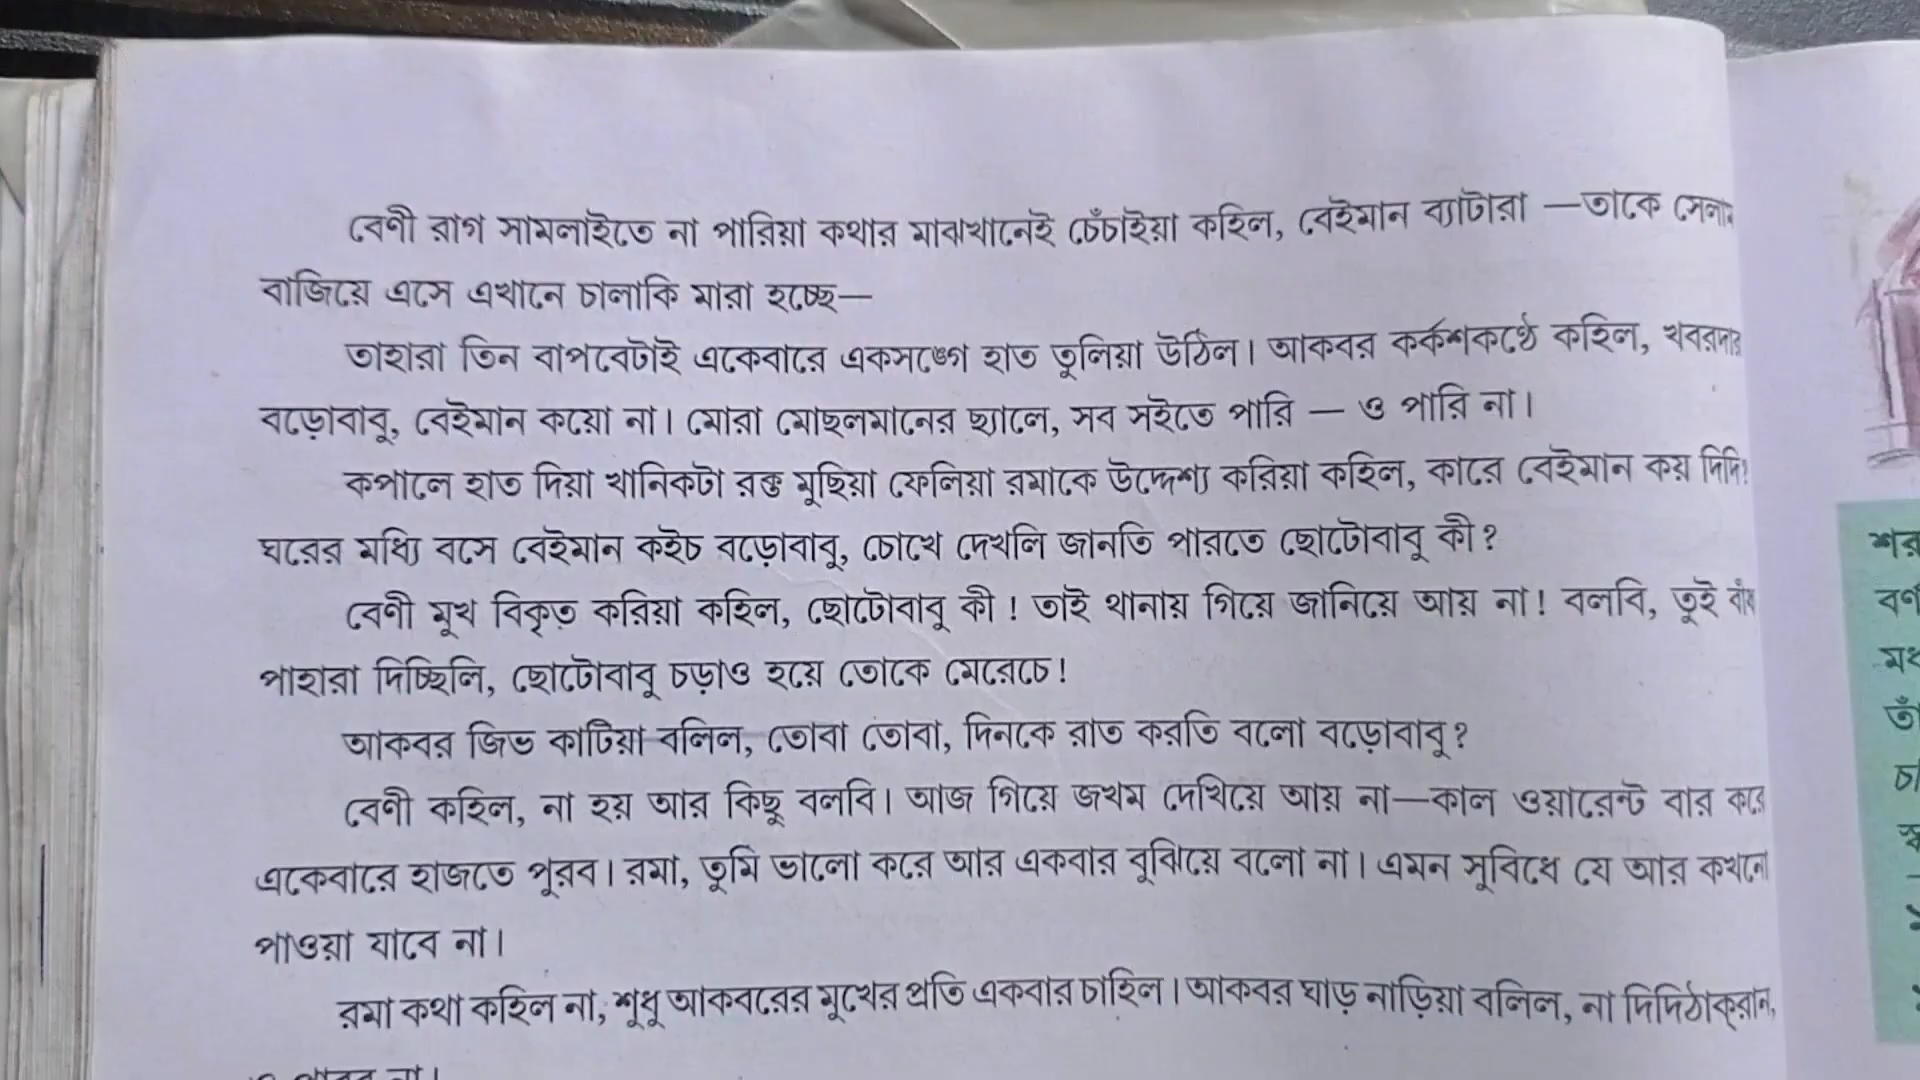 বেণী রাগ সামলাইতে না পারিয়া কথার মাঝখানেই চেঁচাইয়া কহিল, বেইমান ব্যাটারা —তাকে সেলাম
বাজিয়ে এসে এখানে চালাকি মারা হচ্ছে—
তাহারা তিন বাপবেটাই একেবারে একসঙ্গে হাত তুলিয়া উঠিল। আকবর কর্কশকণ্ঠে কহিল, খবরদার
বড়োবাবু, বেইমান কয়ো না। মোরা মোছলমানের ছ্যালে, সব সইতে পারি — ও পারি না।
কপালে হাত দিয়া খানিকটা রক্ত মুছিয়া ফেলিয়া রমাকে উদ্দেশ্য করিয়া কহিল, কারে বেইমান কয় দিদি?
ঘরের মধ্যি বসে বেইমান কইচ বড়োবাবু, চোখে দেখলি জানতি পারতে ছোটোবাবু কী?
বেণী মুখ বিকৃত করিয়া কহিল, ছোটোবাবু কী! তাই থানায় গিয়ে জানিয়ে আয় না! বলবি, তুই বাঁধ
পাহারা দিচ্ছিলি, ছোটোবাবু চড়াও হয়ে তোকে মেরেচে!
আকবর জিভ কাটিয়া বলিল, তোবা তোবা, দিনকে রাত করতি বলো বড়োবাবু?
বেণী কহিল, না হয় আর কিছু বলবি। আজ গিয়ে জখম দেখিয়ে আয় না—কাল ওয়ারেন্ট বার করে
একেবারে হাজতে পুরব। রমা, তুমি ভালো করে আর একবার বুঝিয়ে বলো না। এমন সুবিধে যে আর কখনো
পাওয়া যাবে না।
রমা কথা কহিল না, শুধু আকবরের মুখের প্রতি একবার চাহিল। আকবর ঘাড় নাড়িয়া বলিল, না দিদিঠাক্‌রান,